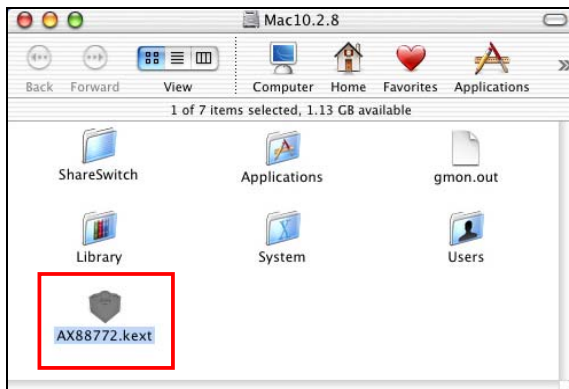 Mac10.2.8
Back Forward View Computer Home Favorites Applications
1 of 7 items selected, 1.13 GB available
ShareSwitch Applications gmon.out
Library System Users
AX88772.kext